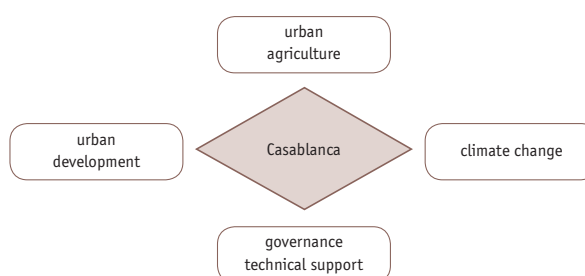 urban
agriculture
urban
development
Casablanca
climate change
governance
technical support